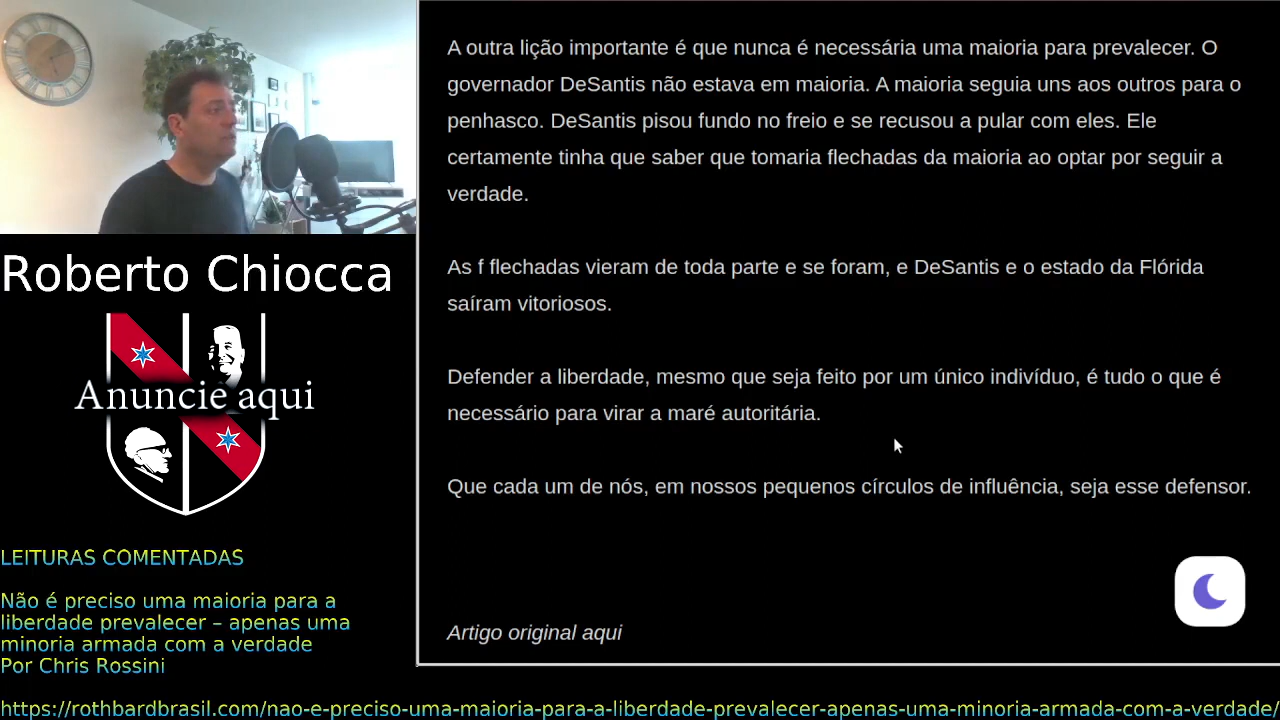 A outra lição importante é que nunca é necessária uma maioria para prevalecer. O
governador DeSantis não estava em maioria. A maioria seguia uns aos outros para o
penhasco. DeSantis pisou fundo no freio e se recusou a pular com eles. Ele
certamente tinha que saber que tomaria flechadas da maioria ao optar por seguir a
verdade.
As f flechadas vieram de toda parte e se foram, e DeSantis e o estado da Flórida
saíram vitoriosos.
Defender a liberdade, mesmo que seja feito por um único indivíduo, é tudo o que é
necessário para virar a maré autoritária.
Que cada um de nós, em nossos pequenos círculos de influência, seja esse defensor.
Artigo original aqui
Roberto Chiocca
Anuncie aqui
LEITURAS COMENTADAS
Não é preciso uma maioria para a
liberdade prevalecer – apenas uma
minoria armada com a verdade
Por Chris Rossini
https://rothbardbrasil.com/nao-e-preciso-uma-maioria-para-a-liberdade-prevalecer-apenas-uma-minoria-armada-com-a-verdade/